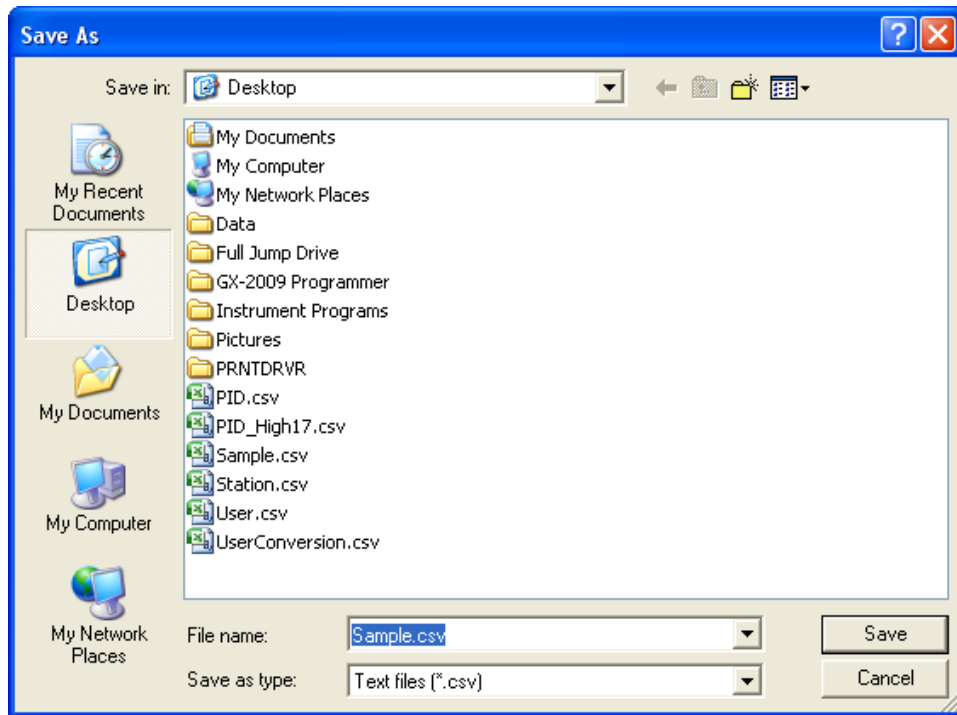 Save As
Save in:
Desktop
My Recent
Documents
Desktop
My Documents
My Computer
My Network
Places
My Documents
My Computer
My Network Places
Data
Full Jump Drive
GX-2009 Programmer
Instrument Programs
Pictures
PRNTDRVR
PID.csv
PID_High17.csv
Sample.csv
Station.csv
User.csv
UserConversion.csv
File name:
Sample.csv
Save
Save as type:
Text files (*.csv)
Cancel